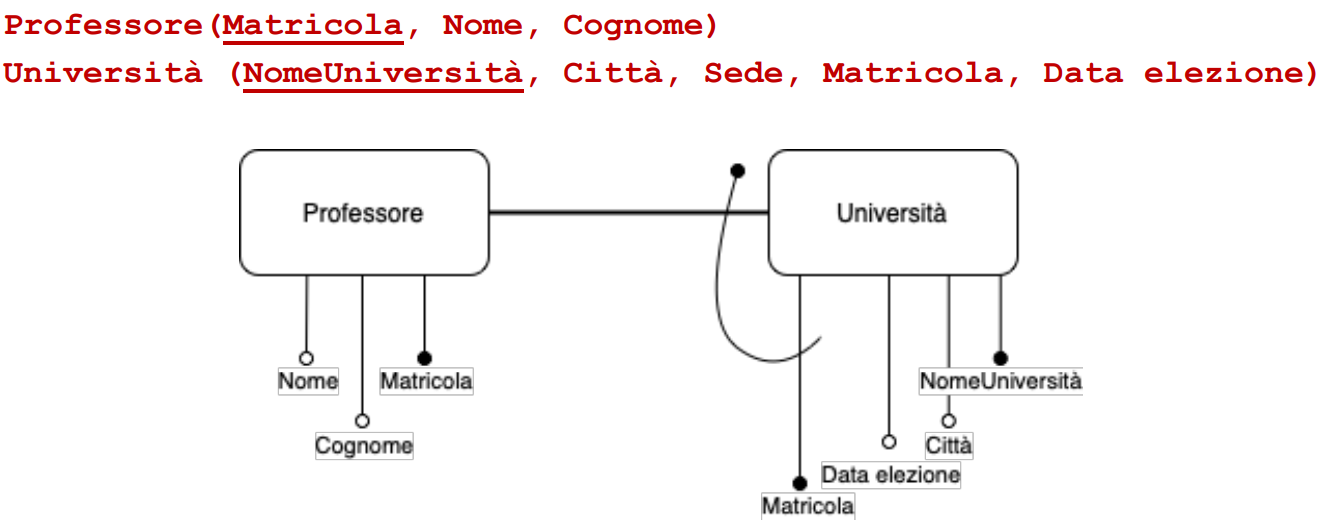 Professore(Matricola, Nome, Cognome)
Università (NomeUniversità, Città, Sede, Matricola, Data elezione)
Professore
Università
Nome
Matricola
NomeUniversità
Cognome
Città
Data elezione
Matricola